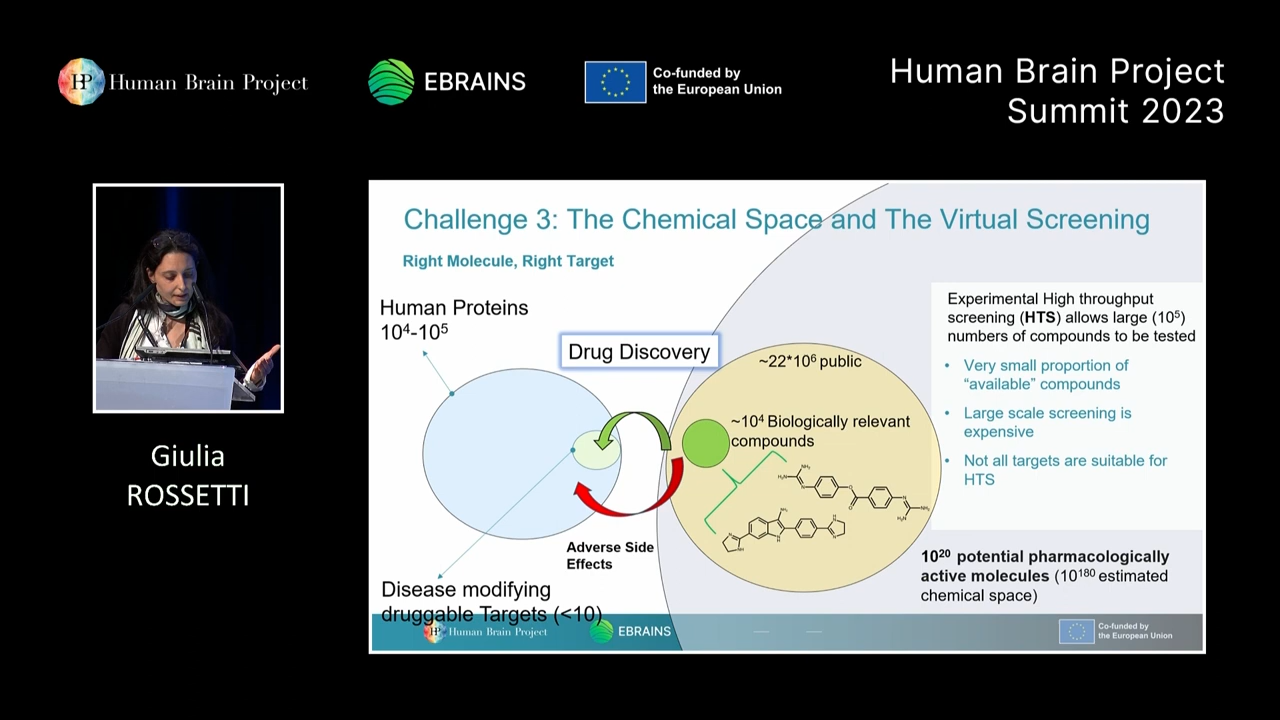 HP Human Brain Project
EBRAINS
Co-funded by
the European Union
Human Brain Project
Summit 2023
Giulia
ROSSETTI
Challenge 3: The Chemical Space and The Virtual Screening
Right Molecule, Right Target
Human Proteins
10⁴-10⁵
Drug Discovery
~22*10⁶ public
~10⁴ Biologically relevant
compounds
Adverse Side
Effects
Disease modifying
druggable Targets (<10)
Experimental High throughput
screening (HTS) allows large (10⁵)
numbers of compounds to be tested
• Very small proportion of
“available” compounds
• Large scale screening is
expensive
• Not all targets are suitable for
HTS
10²⁰ potential pharmacologically
active molecules (10¹⁸⁰ estimated
chemical space)
HP Human Brain Project
EBRAINS
Co-funded by
the European Union